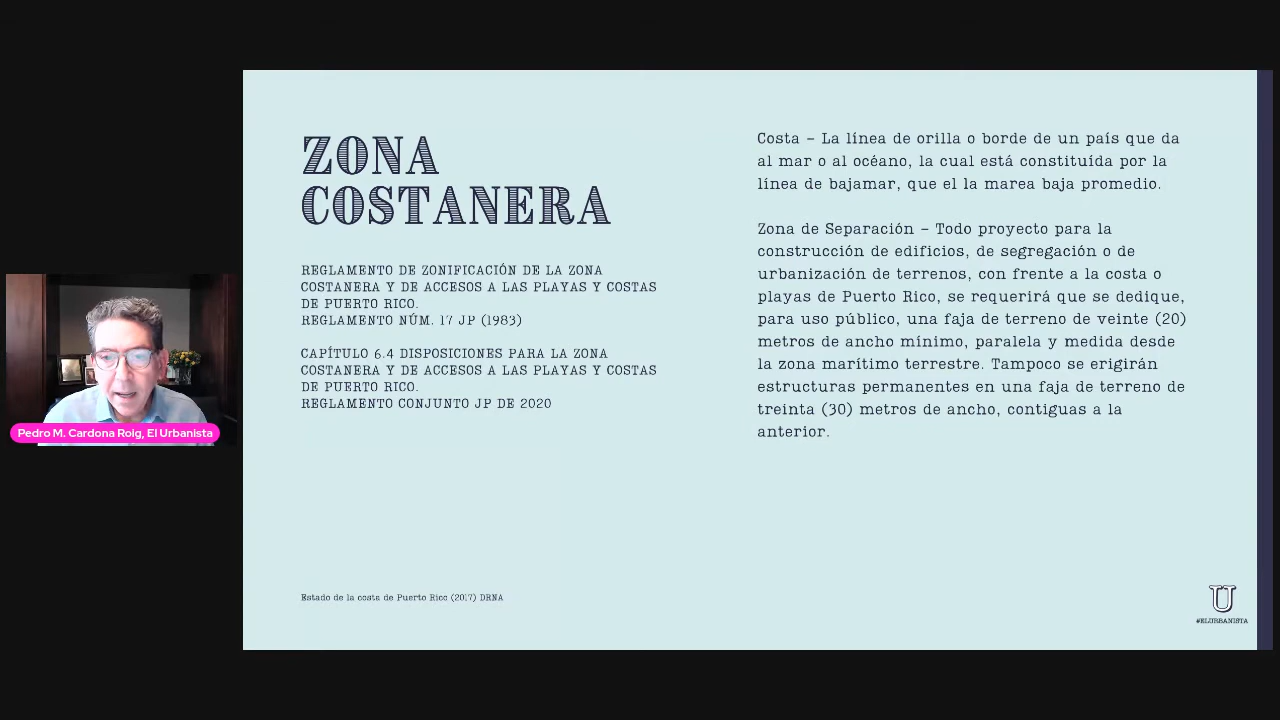 ZONA
COSTANERA
REGLAMENTO DE ZONIFICACIÓN DE LA ZONA
COSTANERA Y DE ACCESOS A LAS PLAYAS Y COSTAS
DE PUERTO RICO.
REGLAMENTO NÚM. 17 JP (1983)
CAPÍTULO 6.4 DISPOSICIONES PARA LA ZONA
COSTANERA Y DE ACCESOS A LAS PLAYAS Y COSTAS
DE PUERTO RICO.
REGLAMENTO CONJUNTO JP DE 2020
Estado de la costa de Puerto Rico (2017) DRNA
Costa – La línea de orilla o borde de un país que da
al mar o al océano, la cual está constituída por la
línea de bajamar, que el la marea baja promedio.
Zona de Separación – Todo proyecto para la
construcción de edificios, de segregación o de
urbanización de terrenos, con frente a la costa o
playas de Puerto Rico, se requerirá que se dedique,
para uso público, una faja de terreno de veinte (20)
metros de ancho mínimo, paralela y medida desde
la zona marítimo terrestre. Tampoco se erigirán
estructuras permanentes en una faja de terreno de
treinta (30) metros de ancho, contiguas a la
anterior.
U
#ELURBANISTA
Pedro M. Cardona Roig, El Urbanista